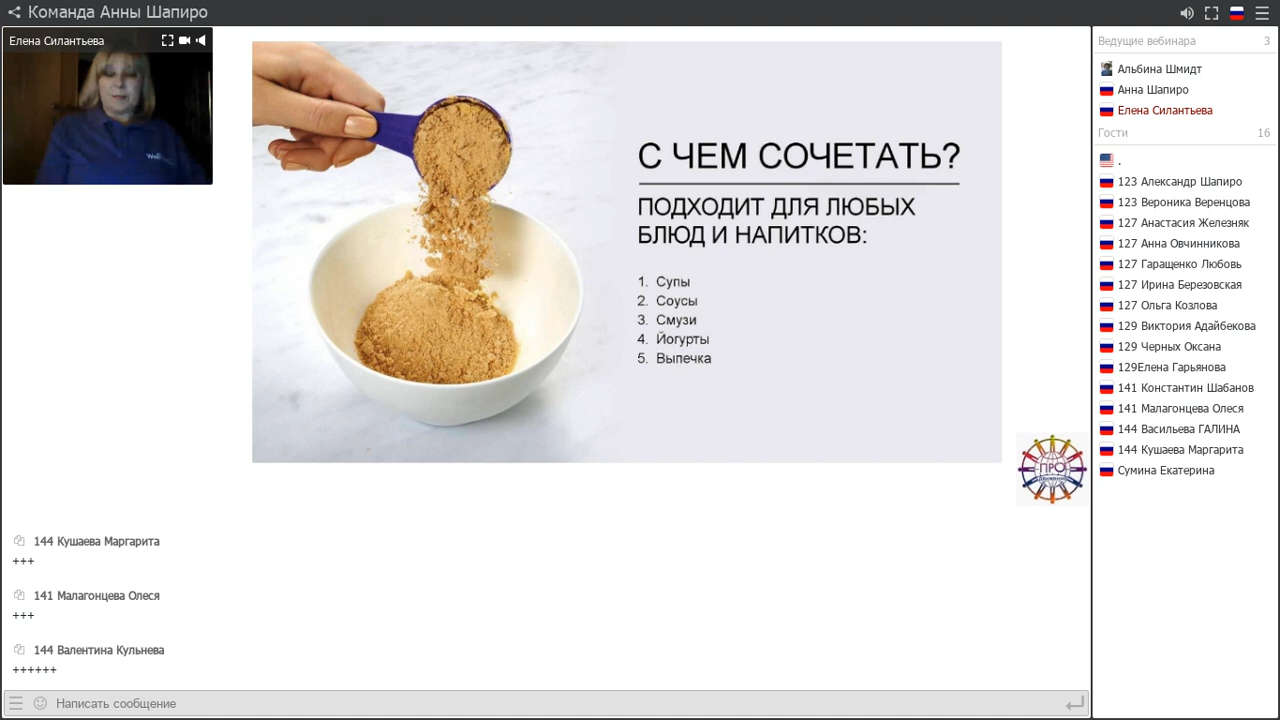 Команда Анны Шапиро
Елена Силантьева
С ЧЕМ СОЧЕТАТЬ?
ПОДХОДИТ ДЛЯ ЛЮБЫХ
БЛЮД И НАПИТКОВ:
1. Супы
2. Соусы
3. Смузи
4. Йогурты
5. Выпечка
ПРО
144 Кушаева Маргарита
+++
141 Малагонцева Олеся
+++
144 Валентина Кульнева
++++++
Написать сообщение
Ведущие вебинара 3
Альбина Шмидт
Анна Шапиро
Елена Силантьева
Гости 16
.
123 Александр Шапиро
123 Вероника Веренцова
127 Анастасия Железняк
127 Анна Овчинникова
127 Гаращенко Любовь
127 Ирина Березовская
127 Ольга Козлова
129 Виктория Адайбекова
129 Черных Оксана
129Елена Гарьянова
141 Константин Шабанов
141 Малагонцева Олеся
144 Васильева ГАЛИНА
144 Кушаева Маргарита
Сумина Екатерина